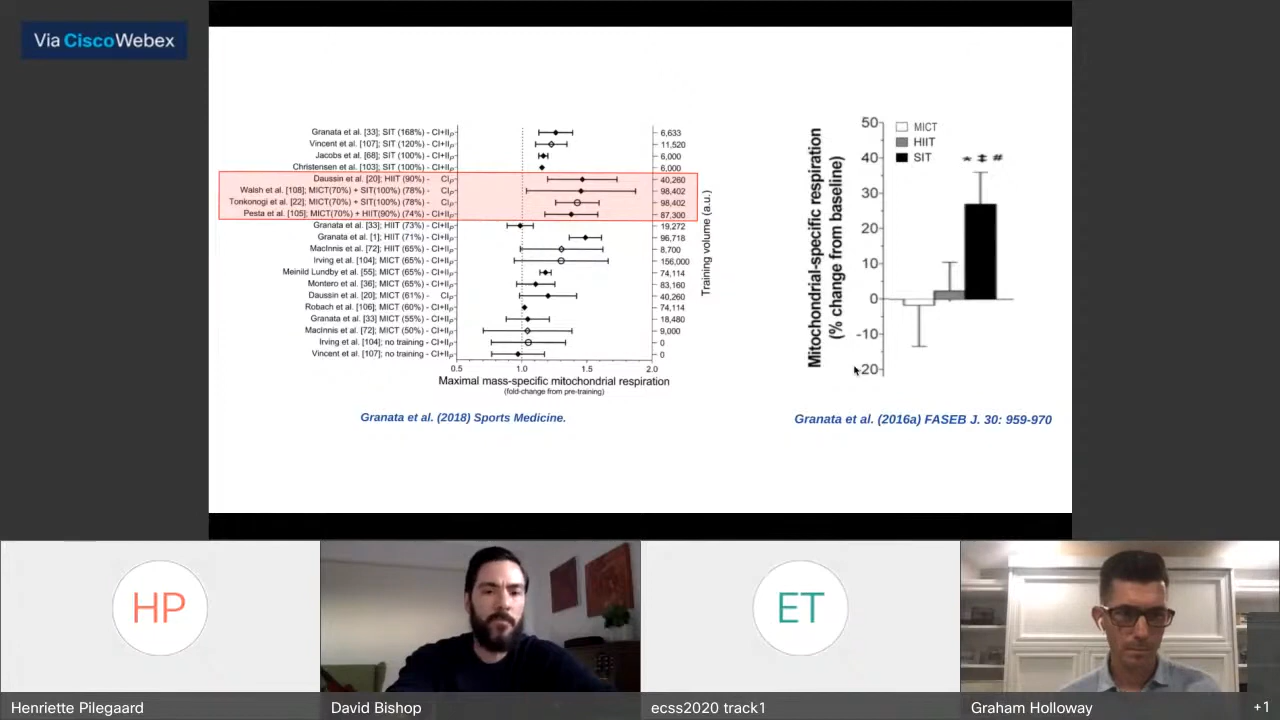 Via CiscoWebex
Granata et al. [33]; SIT (168%) - CI+IIP 6,633
Vincent et al. [107]; SIT (120%) - CI+IIP 11,520
Jacobs et al. [68]; SIT (100%) - CI+IIP 6,000
Christensen et al. [103]; SIT (100%) - CI+IIP 6,000
Daussin et al. [20]; HIIT (90%) - CIP 40,260
Walsh et al. [108]; MICT(70%) + SIT(100%) (78%) - CIP 98,402
Tonkonogi et al. [22]; MICT(70%) + SIT(100%) (78%) - CIP 98,402
Pesta et al. [105]; MICT(70%) + HIIT(90%) (74%) - CI+IIP 87,300
Granata et al. [33]; HIIT (73%) - CI+IIP 19,272
Granata et al. [1]; HIIT (71%) - CI+IIP 96,718
MacInnis et al. [72]; HIIT (65%) - CI+IIP 8,700
Irving et al. [104]; MICT (65%) - CI+IIP 156,000
Meinild Lundby et al. [55]; MICT (65%) - CI+IIP 74,114
Montero et al. [36]; MICT (65%) - CI+IIP 83,160
Daussin et al. [20]; MICT (61%) - CIP 40,260
Robach et al. [106]; MICT (60%) - CI+IIP 74,114
Granata et al. [33]; MICT (55%) - CI+IIP 18,480
MacInnis et al. [72]; MICT (50%) - CI+IIP 9,000
Irving et al. [104]; no training - CI+IIP 0
Vincent et al. [107]; no training - CI+IIP 0
0.5 1.0 1.5 2.0
Maximal mass-specific mitochondrial respiration
(fold-change from pre-training)
Training volume (a.u.)
Granata et al. (2018) Sports Medicine.
Mitochondrial-specific respiration
(% change from baseline)
50
40
30
20
10
0
-10
-20
MICT
HIIT
SIT
* ‡ #
Granata et al. (2016a) FASEB J. 30: 959-970
HP
ET
Henriette Pilegaard
David Bishop
ecss2020 track1
Graham Holloway
+1